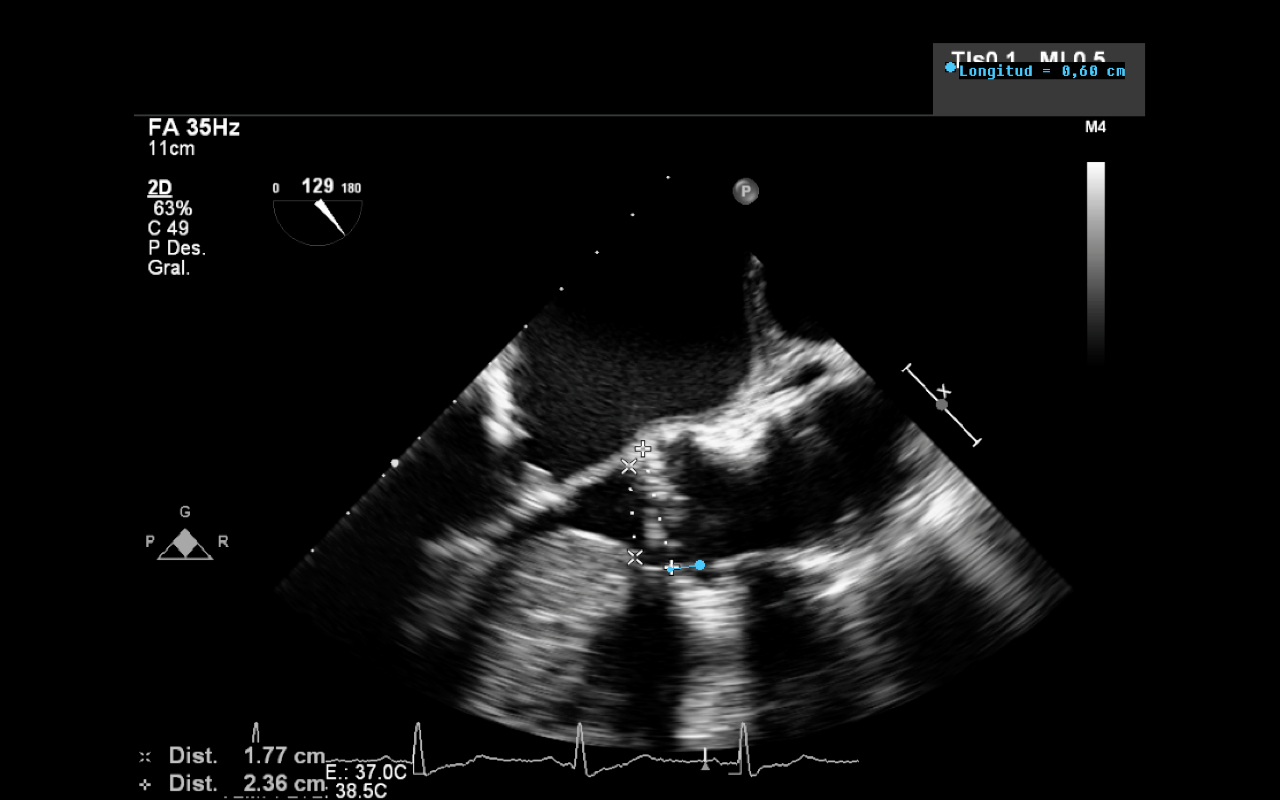 TIs0.1 MI 0.5
Longitud = 0,60 cm
FA 35Hz
11cm
M4
2D
63%
C 49
P Des.
Gral.
0 129 180
P
G
P R
Dist. 1.77 cm
E.: 37.0C
Dist. 2.36 cm
38.5C